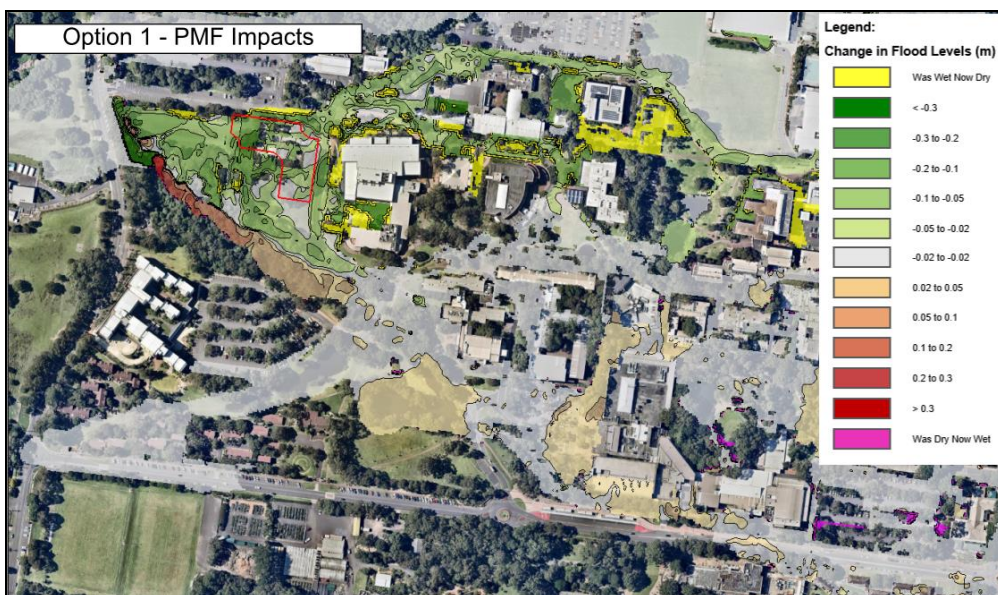 Option 1 - PMF Impacts
Legend:
Change in Flood Levels (m)
Was Wet Now Dry
< -0.3
-0.3 to -0.2
-0.2 to -0.1
-0.1 to -0.05
-0.05 to -0.02
-0.02 to -0.02
0.02 to 0.05
0.05 to 0.1
0.1 to 0.2
0.2 to 0.3
> 0.3
Was Dry Now Wet